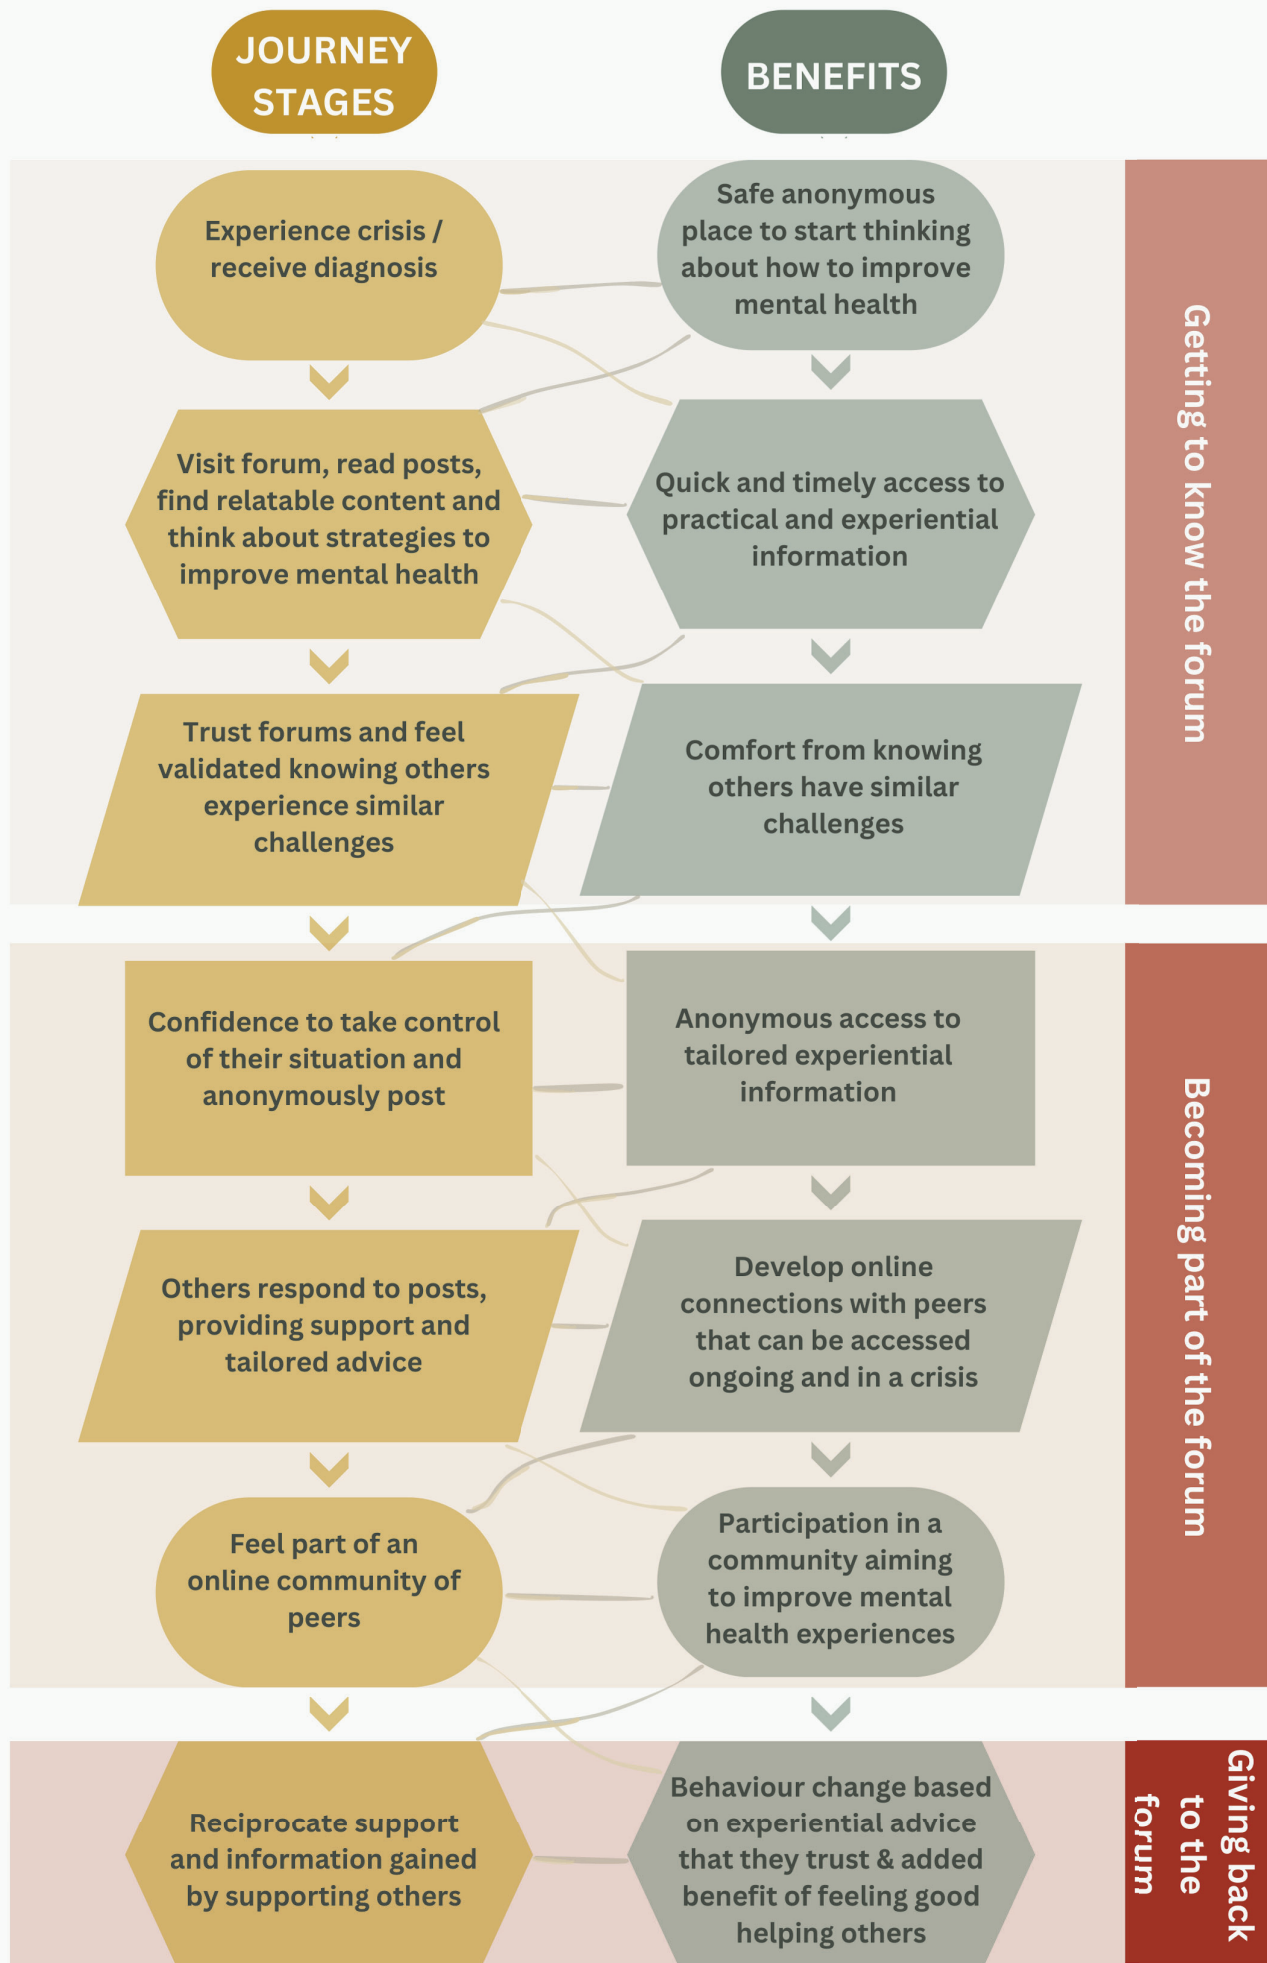 JOURNEY
STAGES
BENEFITS
Experience crisis /
receive diagnosis
Safe anonymous
place to start thinking
about how to improve
mental health
Visit forum, read posts,
find relatable content and
think about strategies to
improve mental health
Quick and timely access to
practical and experiential
information
Trust forums and feel
validated knowing others
experience similar
challenges
Comfort from knowing
others have similar
challenges
Getting to know the forum
Confidence to take control
of their situation and
anonymously post
Anonymous access to
tailored experiential
information
Others respond to posts,
providing support and
tailored advice
Develop online
connections with peers
that can be accessed
ongoing and in a crisis
Feel part of an
online community of
peers
Participation in a
community aiming
to improve mental
health experiences
Becoming part of the forum
Reciprocate support
and information gained
by supporting others
Behaviour change based
on experiential advice
that they trust & added
benefit of feeling good
helping others
Giving back
to the
forum